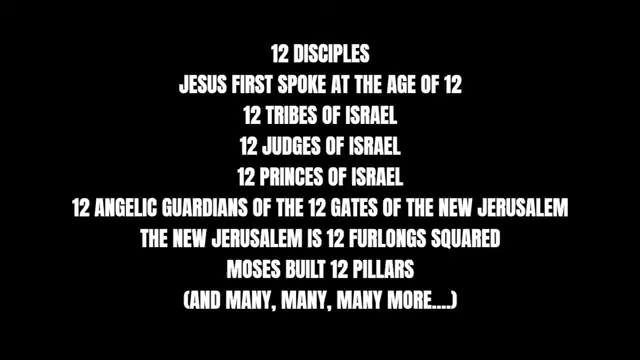 12 DISCIPLES
JESUS FIRST SPOKE AT THE AGE OF 12
12 TRIBES OF ISRAEL
12 JUDGES OF ISRAEL
12 PRINCES OF ISRAEL
12 ANGELIC GUARDIANS OF THE 12 GATES OF THE NEW JERUSALEM
THE NEW JERUSALEM IS 12 FURLONGS SQUARED
MOSES BUILT 12 PILLARS
(AND MANY, MANY, MANY MORE....)